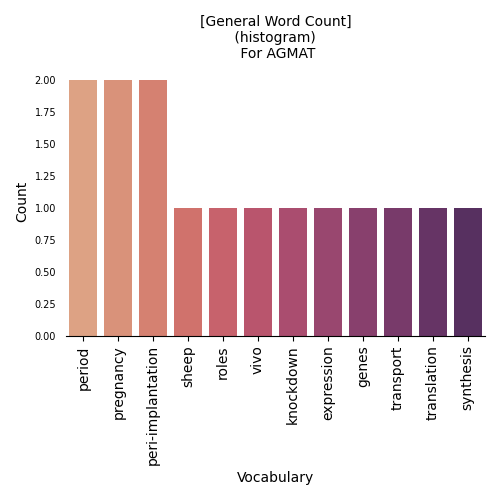 [General Word Count]
(histogram)
For AGMAT
Count
2.00
1.75
1.50
1.25
1.00
0.75
0.50
0.25
0.00
period
pregnancy
peri-implantation
sheep
roles
vivo
knockdown
expression
genes
transport
translation
synthesis
Vocabulary